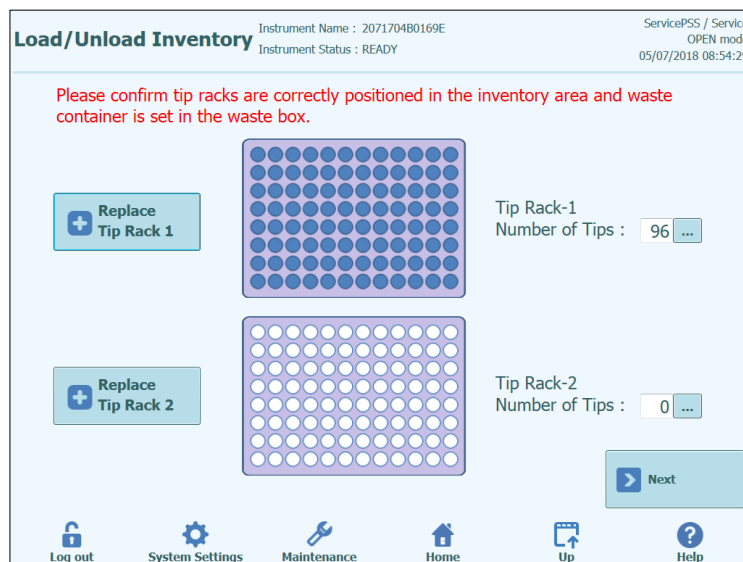 Load/Unload Inventory
Instrument Name : 2071704B0169E
Instrument Status : READY
ServicePSS / Service
OPEN mode
05/07/2018 08:54:29
Please confirm tip racks are correctly positioned in the inventory area and waste
container is set in the waste box.
Replace
Tip Rack 1
Tip Rack-1
Number of Tips : 96 ...
Replace
Tip Rack 2
Tip Rack-2
Number of Tips : 0 ...
Next
Log out System Settings Maintenance Home Up Help